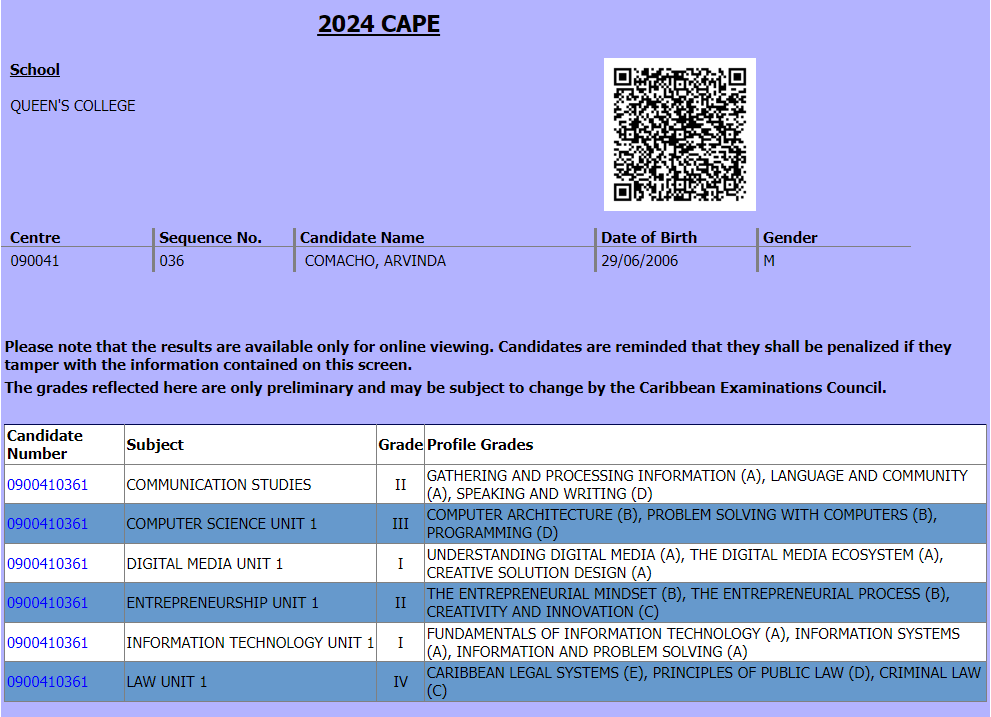 2024 CAPE
School
QUEEN'S COLLEGE
Centre Sequence No. Candidate Name Date of Birth Gender
090041 036 COMACHO, ARVINDA 29/06/2006 M
Please note that the results are available only for online viewing. Candidates are reminded that they shall be penalized if they
tamper with the information contained on this screen.
The grades reflected here are only preliminary and may be subject to change by the Caribbean Examinations Council.
Candidate
Number Subject Grade Profile Grades
0900410361 COMMUNICATION STUDIES II GATHERING AND PROCESSING INFORMATION (A), LANGUAGE AND COMMUNITY
(A), SPEAKING AND WRITING (D)
0900410361 COMPUTER SCIENCE UNIT 1 III COMPUTER ARCHITECTURE (B), PROBLEM SOLVING WITH COMPUTERS (B),
PROGRAMMING (D)
0900410361 DIGITAL MEDIA UNIT 1 I UNDERSTANDING DIGITAL MEDIA (A), THE DIGITAL MEDIA ECOSYSTEM (A),
CREATIVE SOLUTION DESIGN (A)
0900410361 ENTREPRENEURSHIP UNIT 1 II THE ENTREPRENEURIAL MINDSET (B), THE ENTREPRENEURIAL PROCESS (B),
CREATIVITY AND INNOVATION (C)
0900410361 INFORMATION TECHNOLOGY UNIT 1 I FUNDAMENTALS OF INFORMATION TECHNOLOGY (A), INFORMATION SYSTEMS
(A), INFORMATION AND PROBLEM SOLVING (A)
0900410361 LAW UNIT 1 IV CARIBBEAN LEGAL SYSTEMS (E), PRINCIPLES OF PUBLIC LAW (D), CRIMINAL LAW
(C)